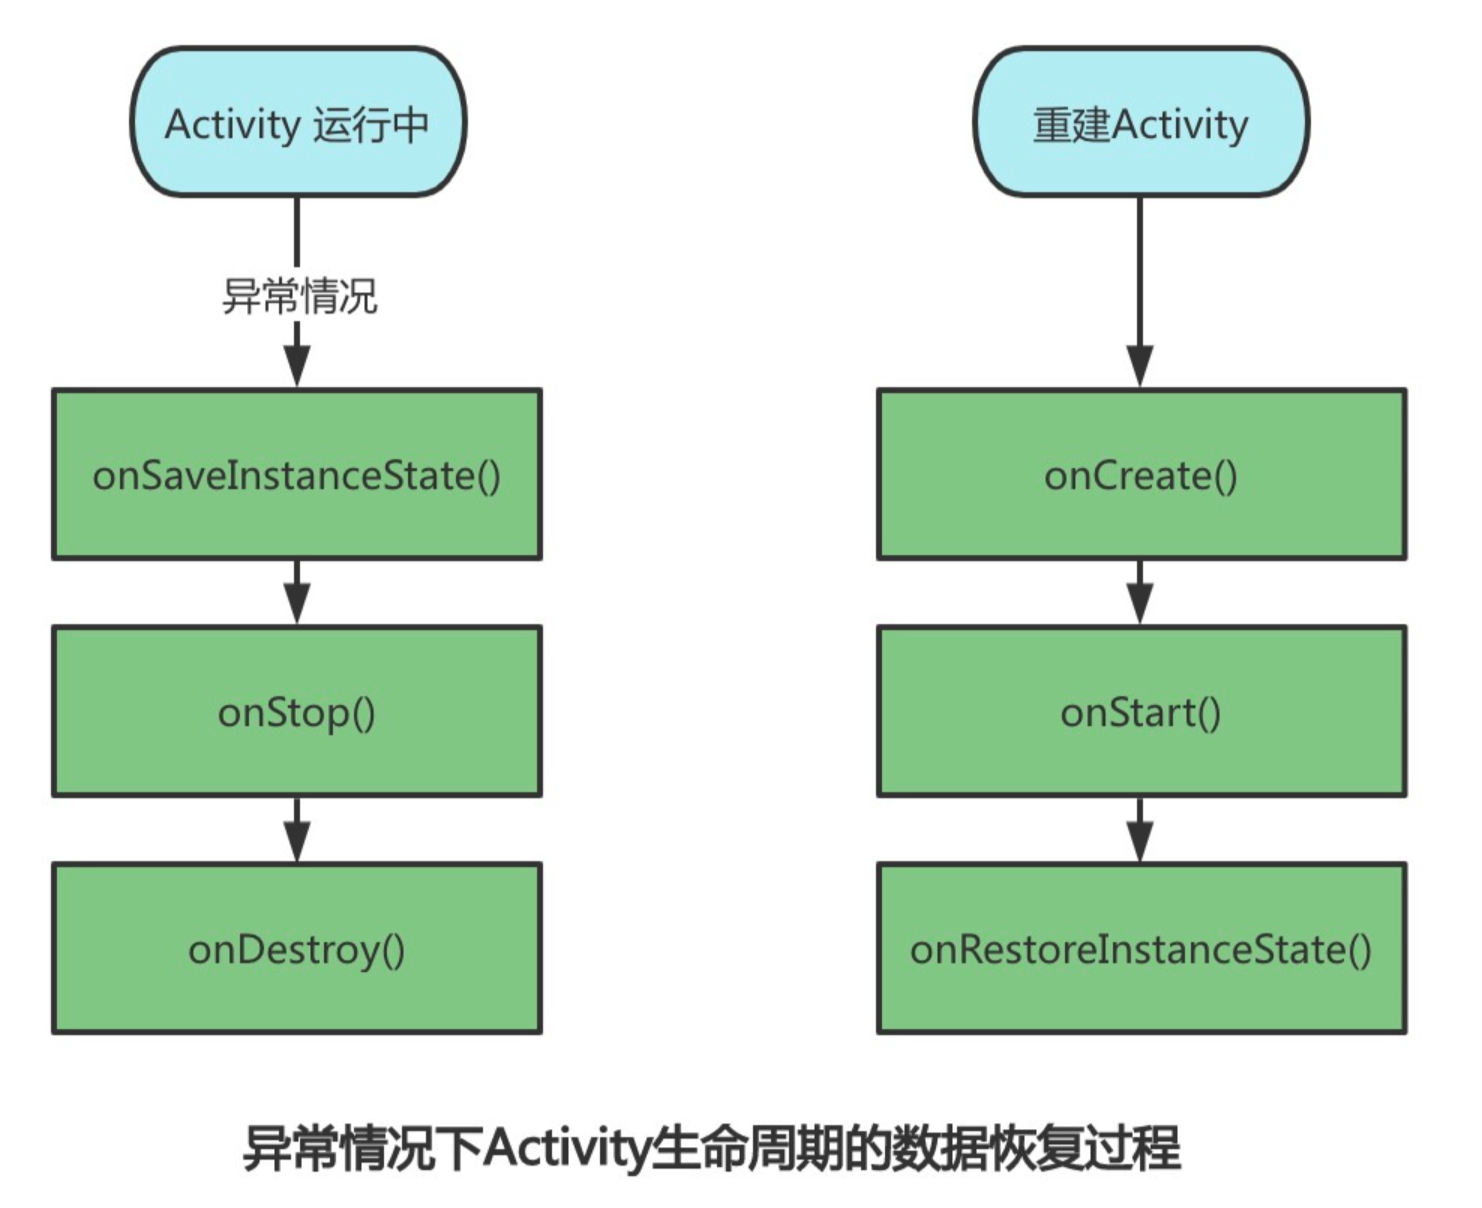 Activity 运行中
异常情况
onSaveInstanceState()
onStop()
onDestroy()
重建Activity
onCreate()
onStart()
onRestoreInstanceState()
异常情况下Activity生命周期的数据恢复过程